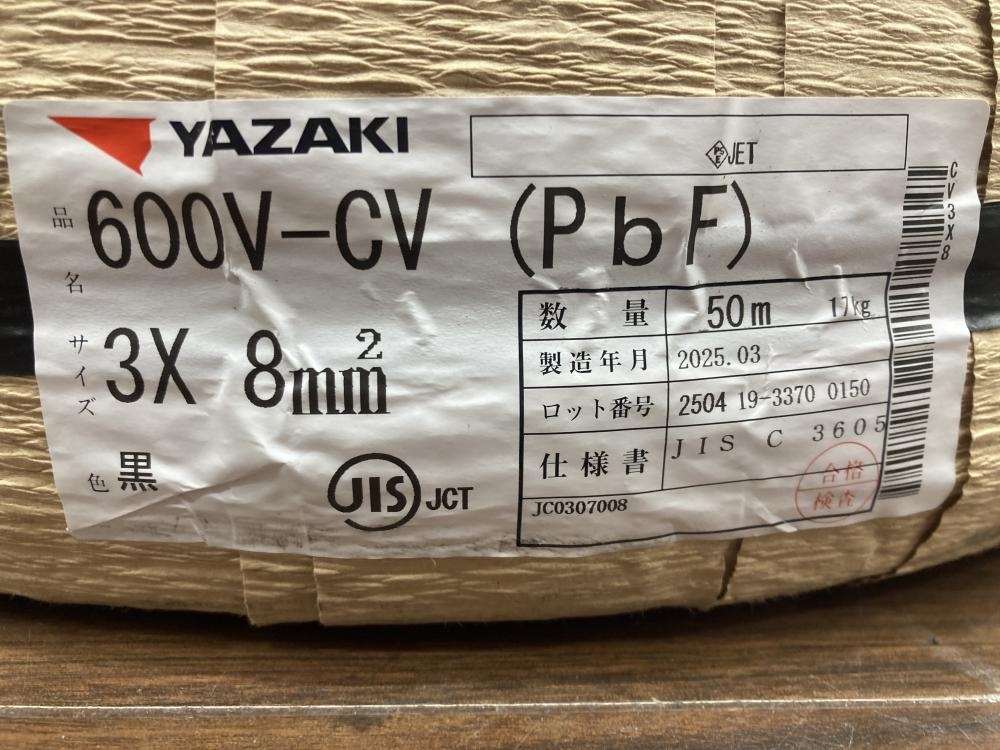 YAZAKI
PSE JET
品名 600V-CV (PbF)
サイズ 3X 8mm²
色 黒
JIS JCT
数量 50m 17kg
製造年月 2025.03
ロット番号 2504 19-3370 0150
仕様書 JIS C 3605
JC0307008
合格
検査
CV3X8